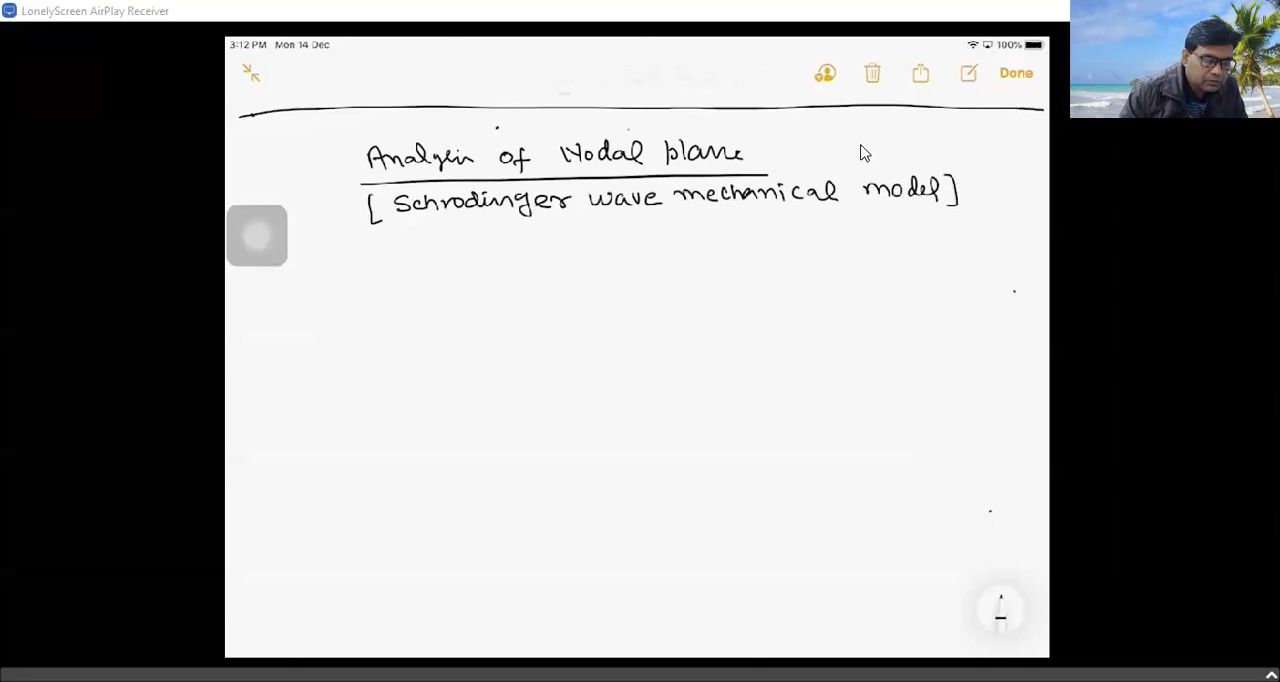 LonelyScreen AirPlay Receiver
3:12 PM Mon 14 Dec
100%
Done
Analysis of Nodal plane
[Schrodinger wave mechanical model]